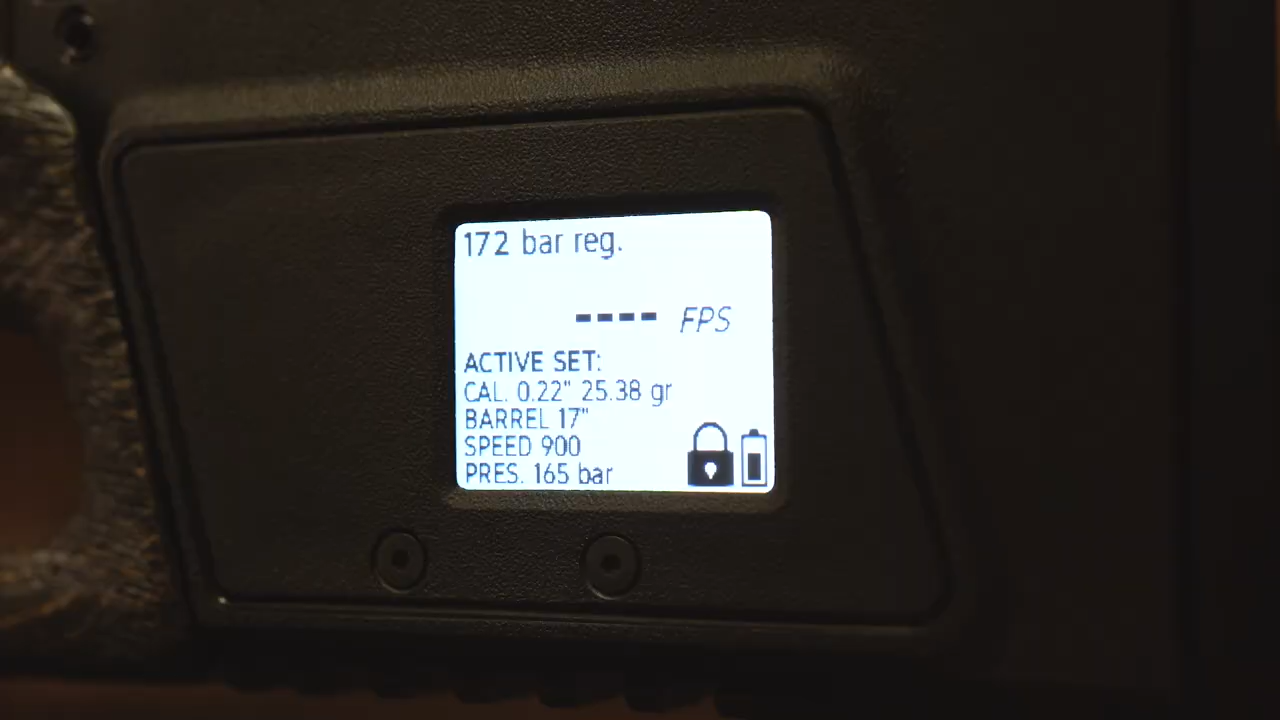 172 bar reg.
---- FPS
ACTIVE SET:
CAL. 0.22" 25.38 gr
BARREL 17"
SPEED 900
PRES. 165 bar